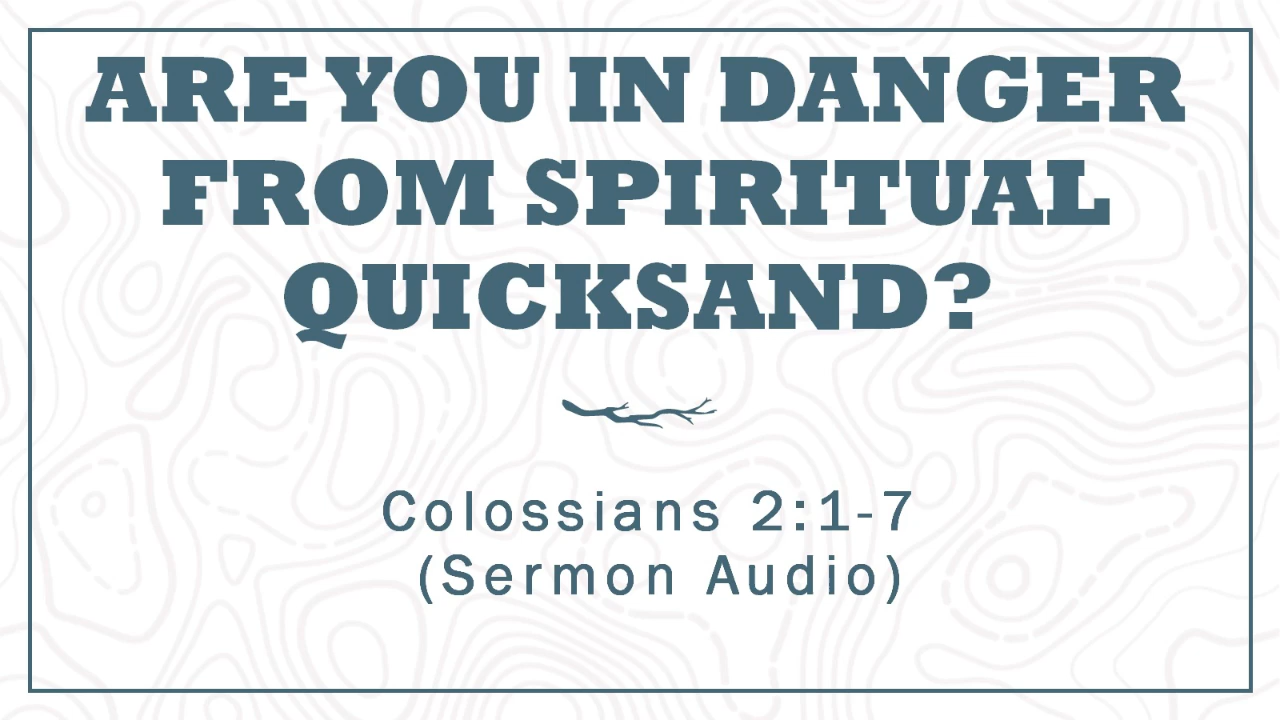 ARE YOU IN DANGER
FROM SPIRITUAL
QUICKSAND?
Colossians 2:1-7
(Sermon Audio)